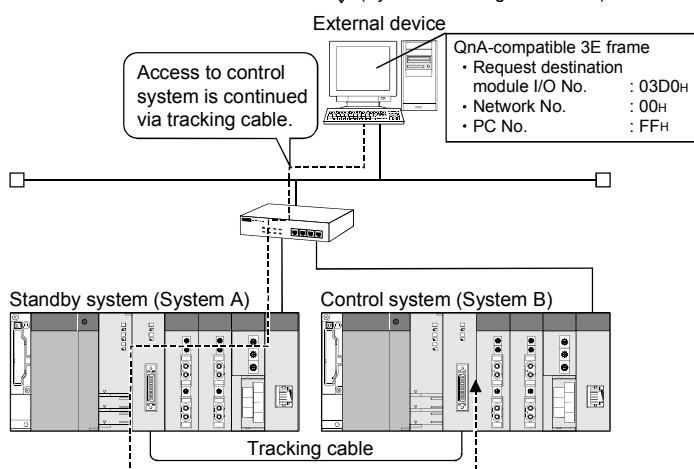 External device
QnA-compatible 3E frame
・Request destination
module I/O No. : 03D0H
・Network No. : 00H
・PC No. : FFH
Access to control
system is continued
via tracking cable.
Standby system (System A)
Control system (System B)
Tracking cable